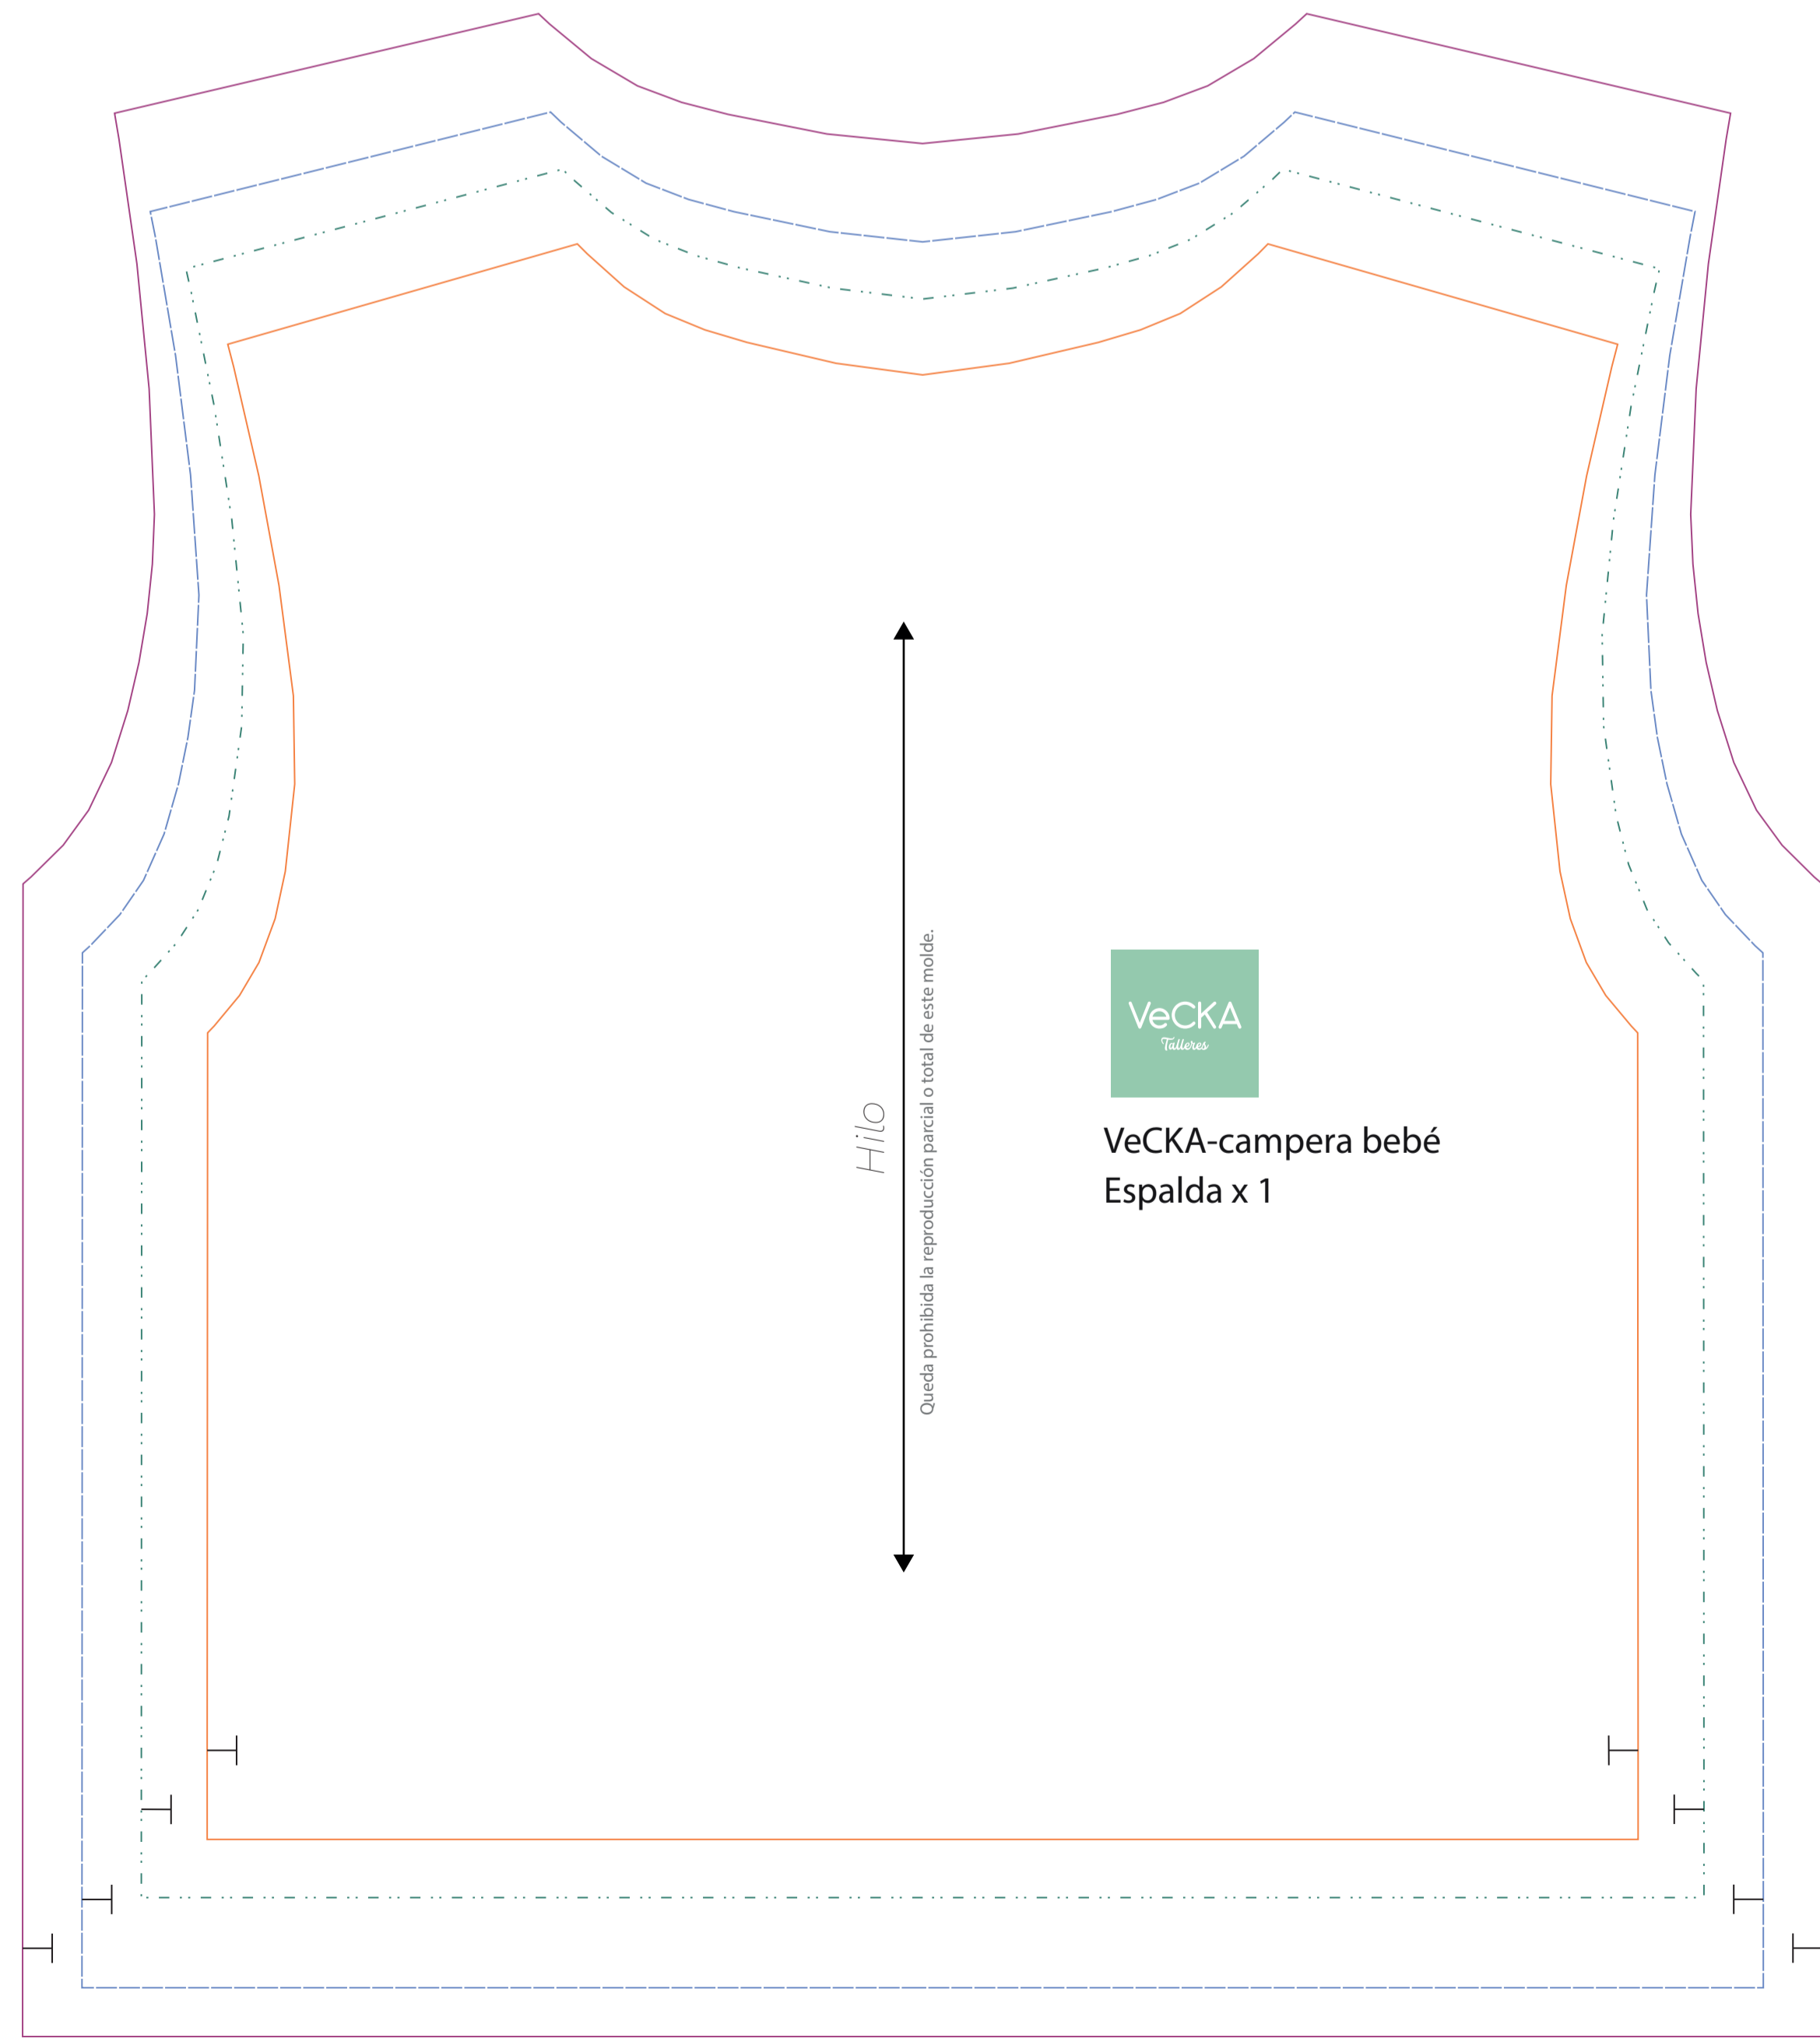 Hilo
Queda prohibida la reproducción parcial o total de este molde.
VeCKA
Talleres
VeCKA-campera bebé
Espalda x 1